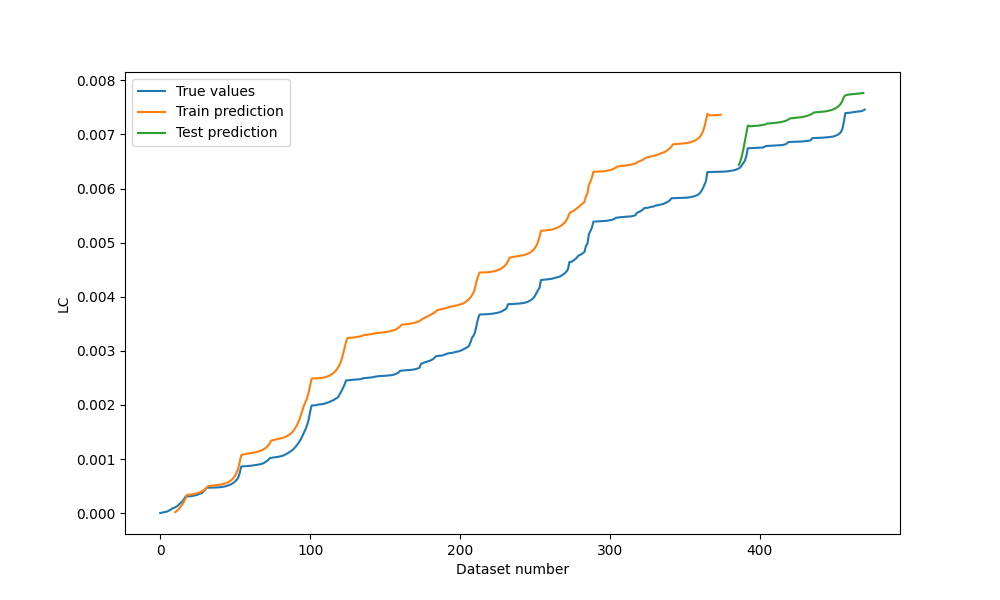 True values
Train prediction
Test prediction
0.008
0.007
0.006
0.005
0.004
0.003
0.002
0.001
0.000
LC
0 100 200 300 400
Dataset number